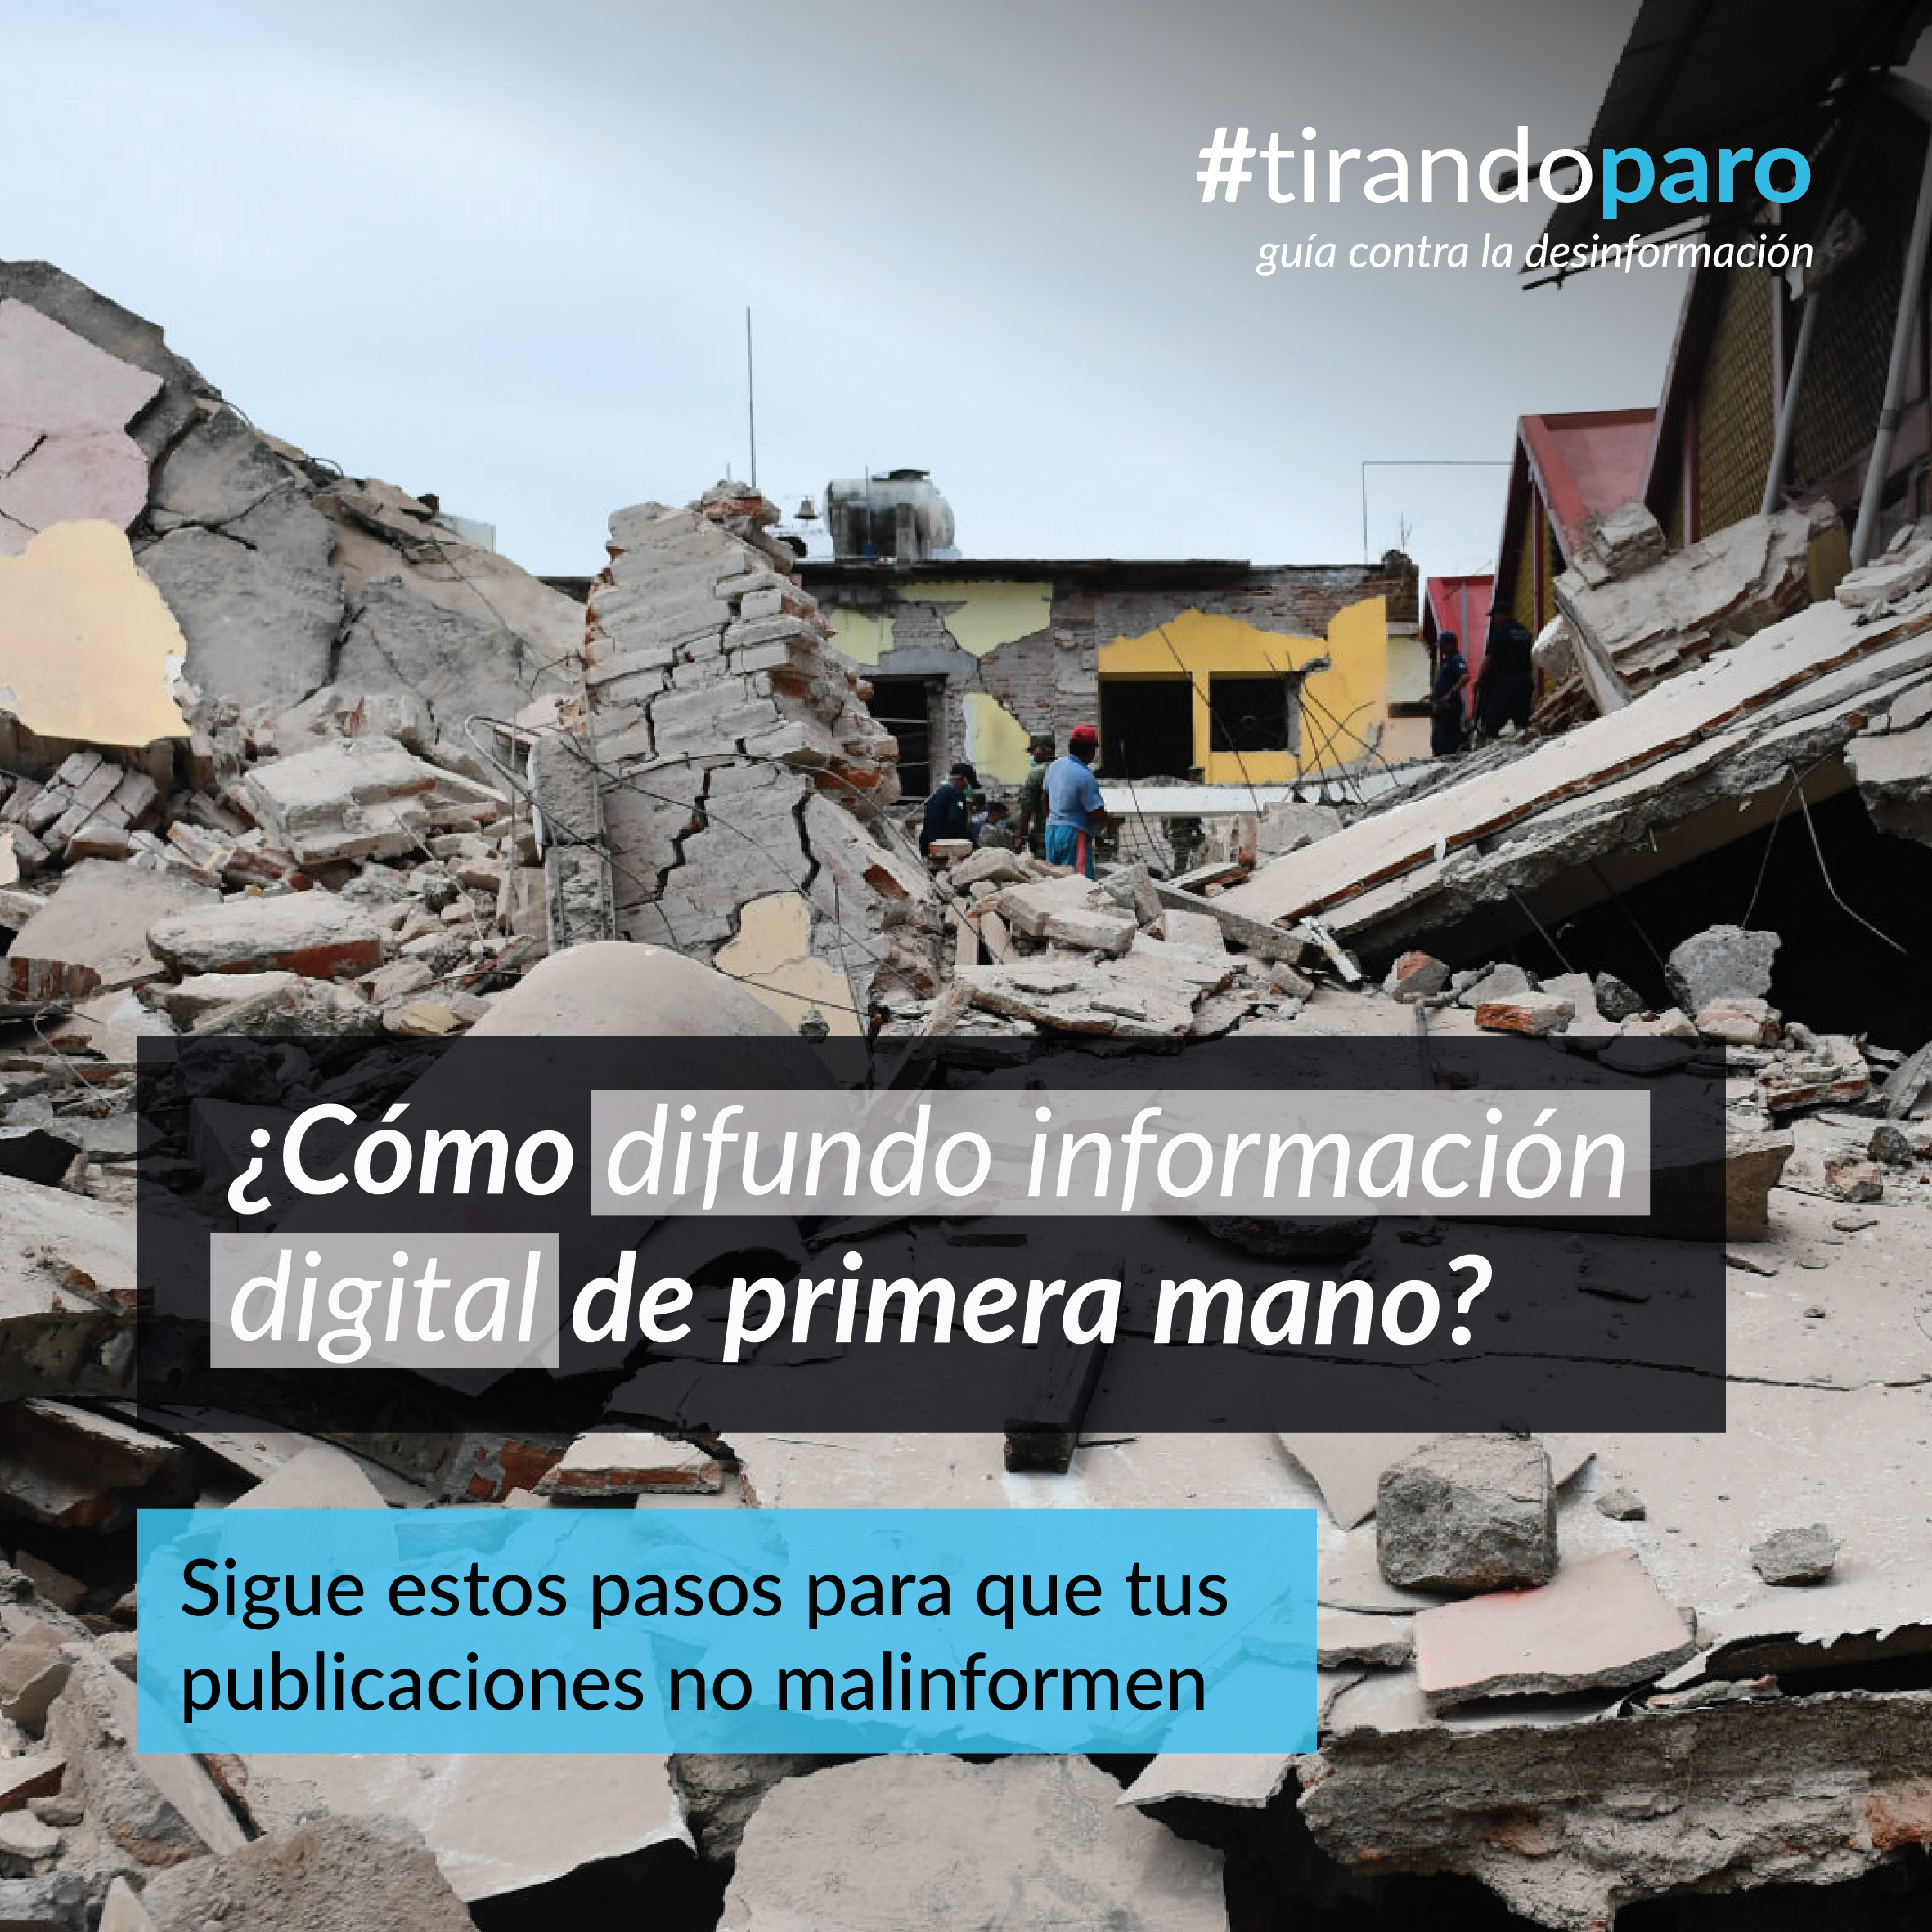 #tirandoparo
guía contra la desinformación
¿Cómo difundo información
digital de primera mano?
Sigue estos pasos para que tus
publicaciones no malinformen